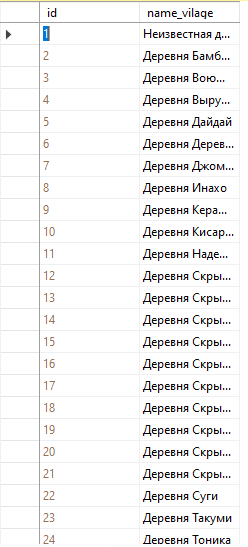 id name_vilage
1 Неизвестная д...
2 Деревня Бамб...
3 Деревня Вою...
4 Деревня Выру...
5 Деревня Дайдай
6 Деревня Дерев...
7 Деревня Джом...
8 Деревня Инахо
9 Деревня Кера...
10 Деревня Кисар...
11 Деревня Наде...
12 Деревня Скры...
13 Деревня Скры...
14 Деревня Скры...
15 Деревня Скры...
16 Деревня Скры...
17 Деревня Скры...
18 Деревня Скры...
19 Деревня Скры...
20 Деревня Скры...
21 Деревня Скры...
22 Деревня Суги
23 Деревня Такуми
24 Деревня Тоника